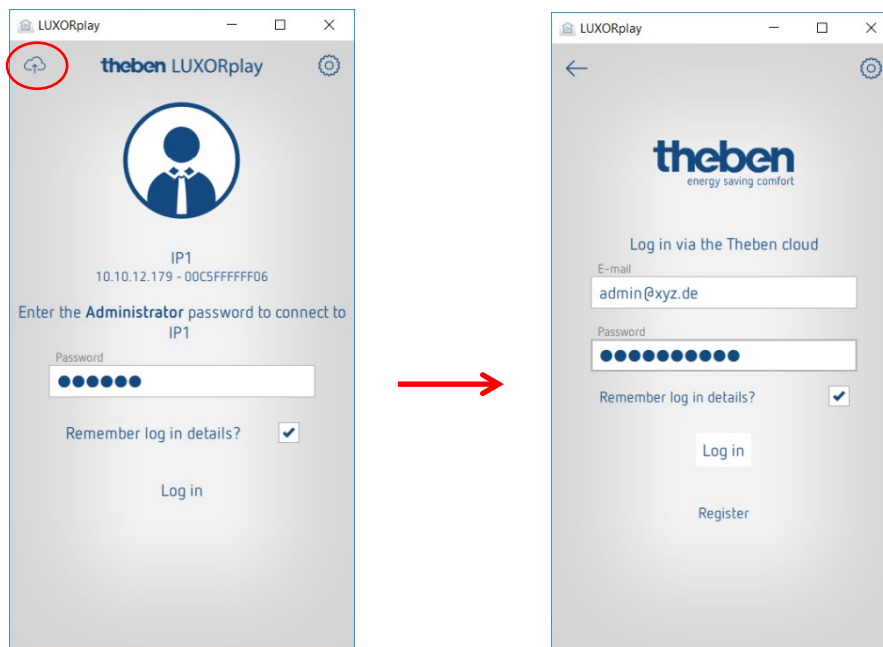 LUXORplay
theben LUXORplay
IP1
10.10.12.179 - 00C5FFFFFF06
Enter the Administrator password to connect to
IP1
Password
●●●●●●
Remember log in details?
Log in
LUXORplay
theben
energy saving comfort
Log in via the Theben cloud
E-mail
admin@xyz.de
Password
●●●●●●●●●●
Remember log in details?
Log in
Register